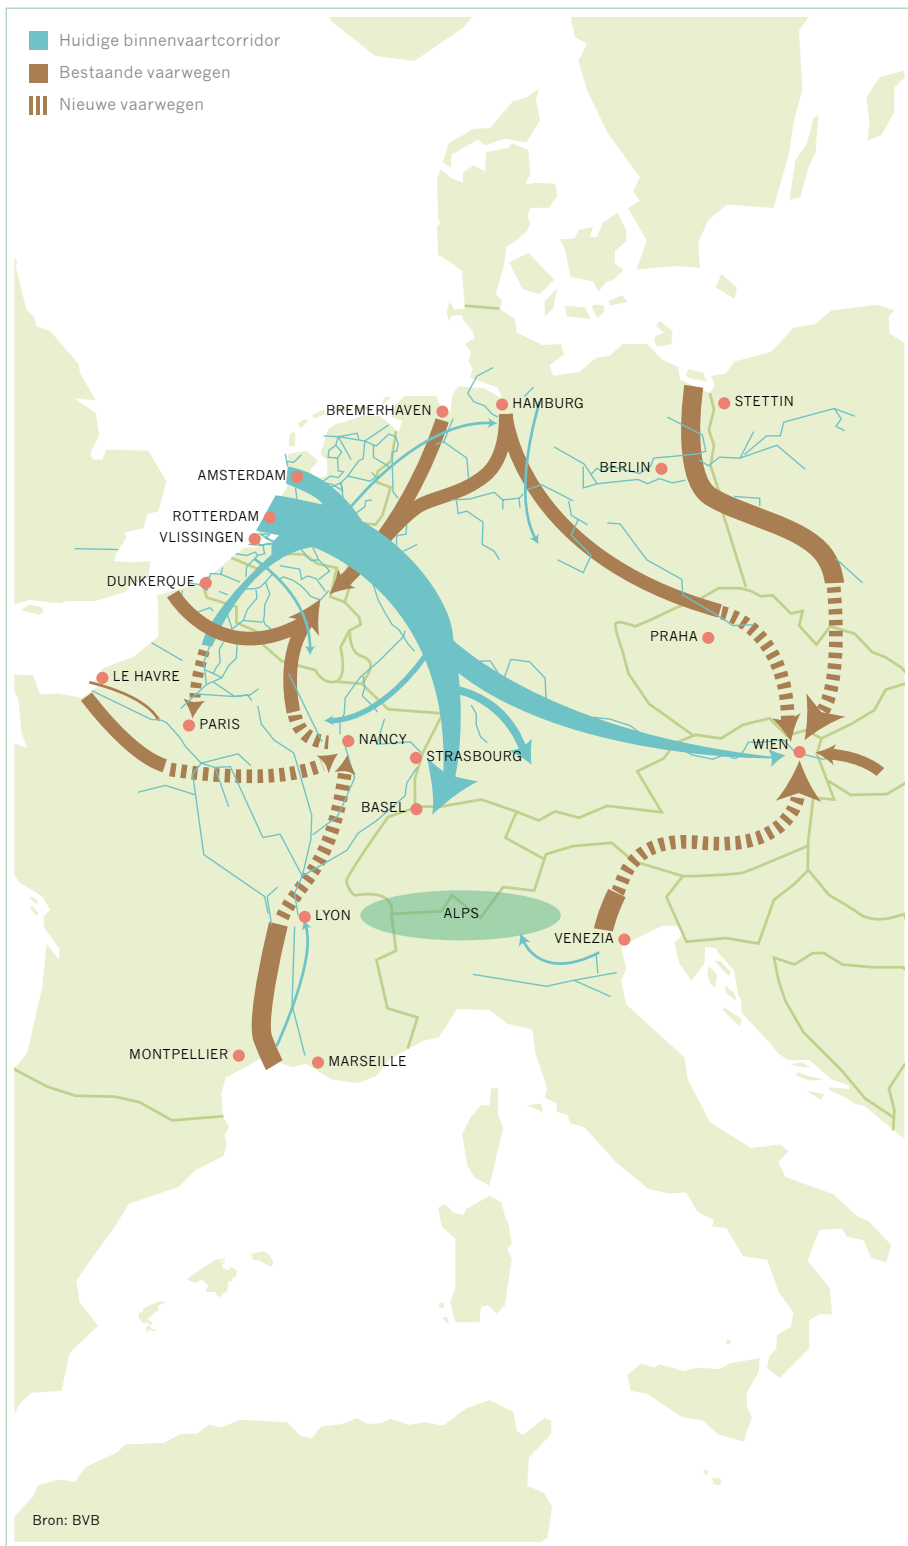 Huidige binnenvaartcorridor
Bestaande vaarwegen
Nieuwe vaarwegen
BREMERHAVEN
HAMBURG
STETTIN
AMSTERDAM
BERLIN
ROTTERDAM
VLISSINGEN
DUNKERQUE
PRAHA
LE HAVRE
PARIS
NANCY
WIEN
STRASBOURG
BASEL
LYON
ALPS
VENEZIA
MONTPELLIER
MARSEILLE
Bron: BVB